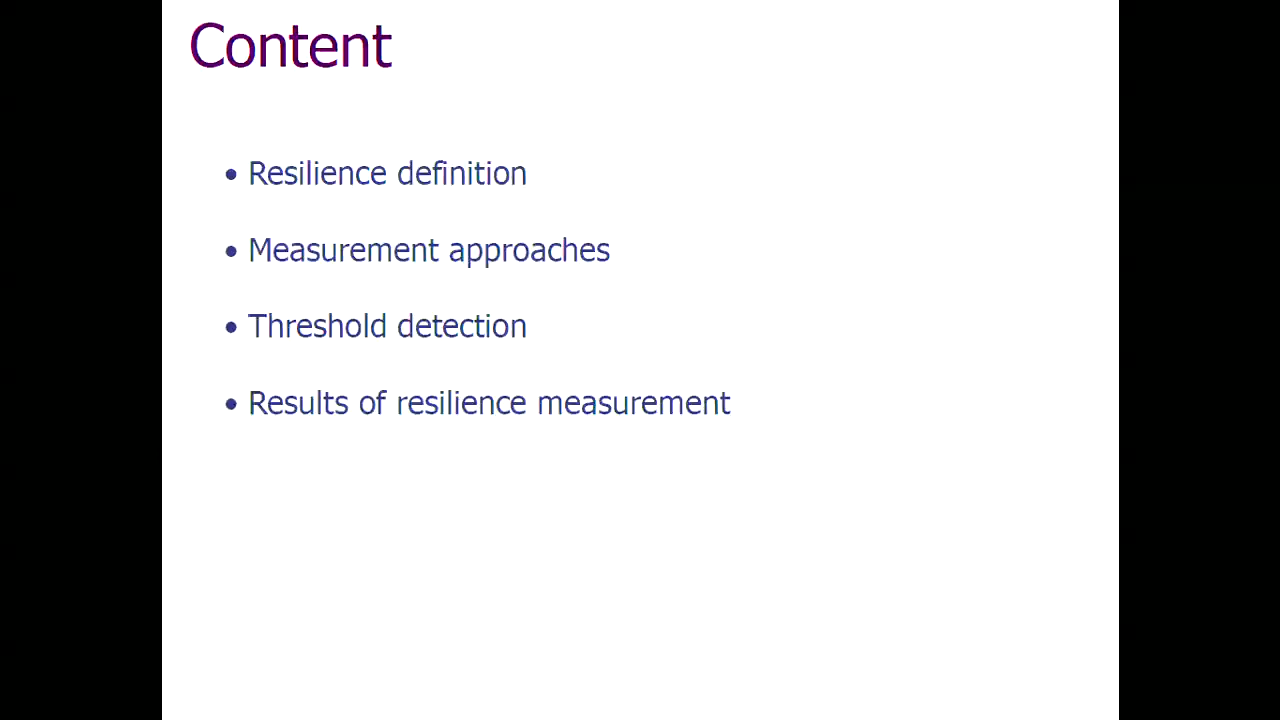 Content
• Resilience definition
• Measurement approaches
• Threshold detection
• Results of resilience measurement